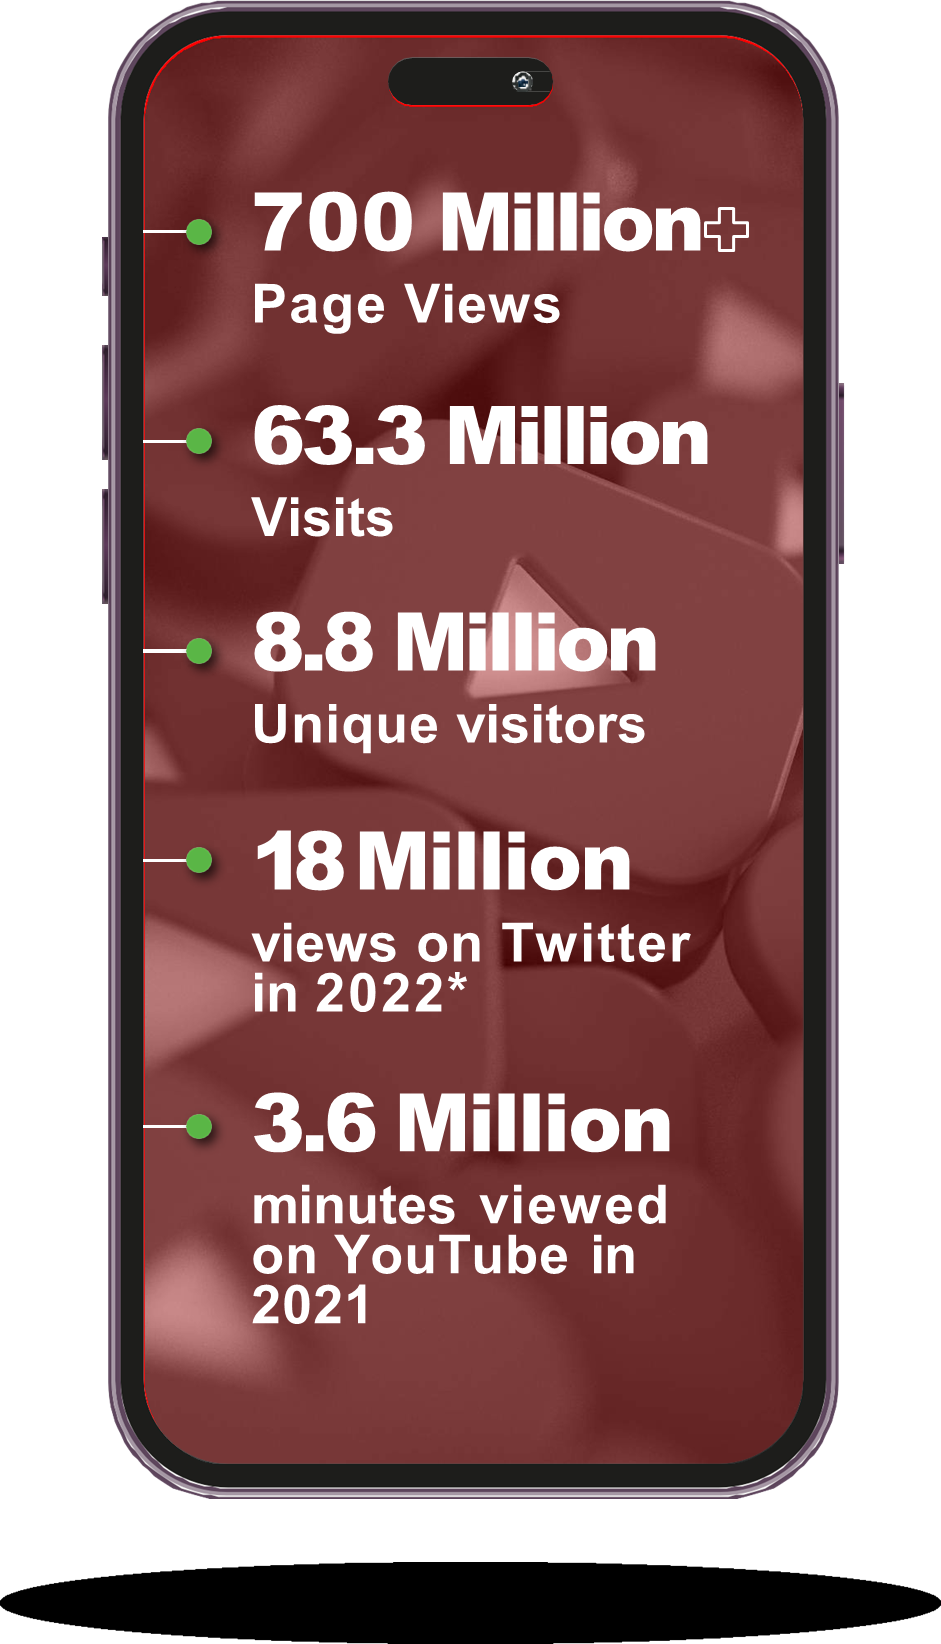 700 Million+
Page Views
63.3 Million
Visits
8.8 Million
Unique visitors
18 Million
views on Twitter
in 2022*
3.6 Million
minutes viewed
on YouTube in
2021